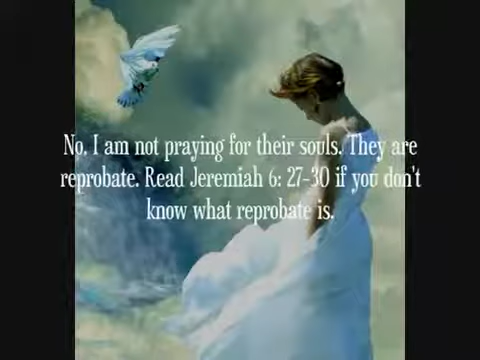 No. I am not praying for their souls. They are
reprobate. Read Jeremiah 6: 27-30 if you don't
know what reprobate is.